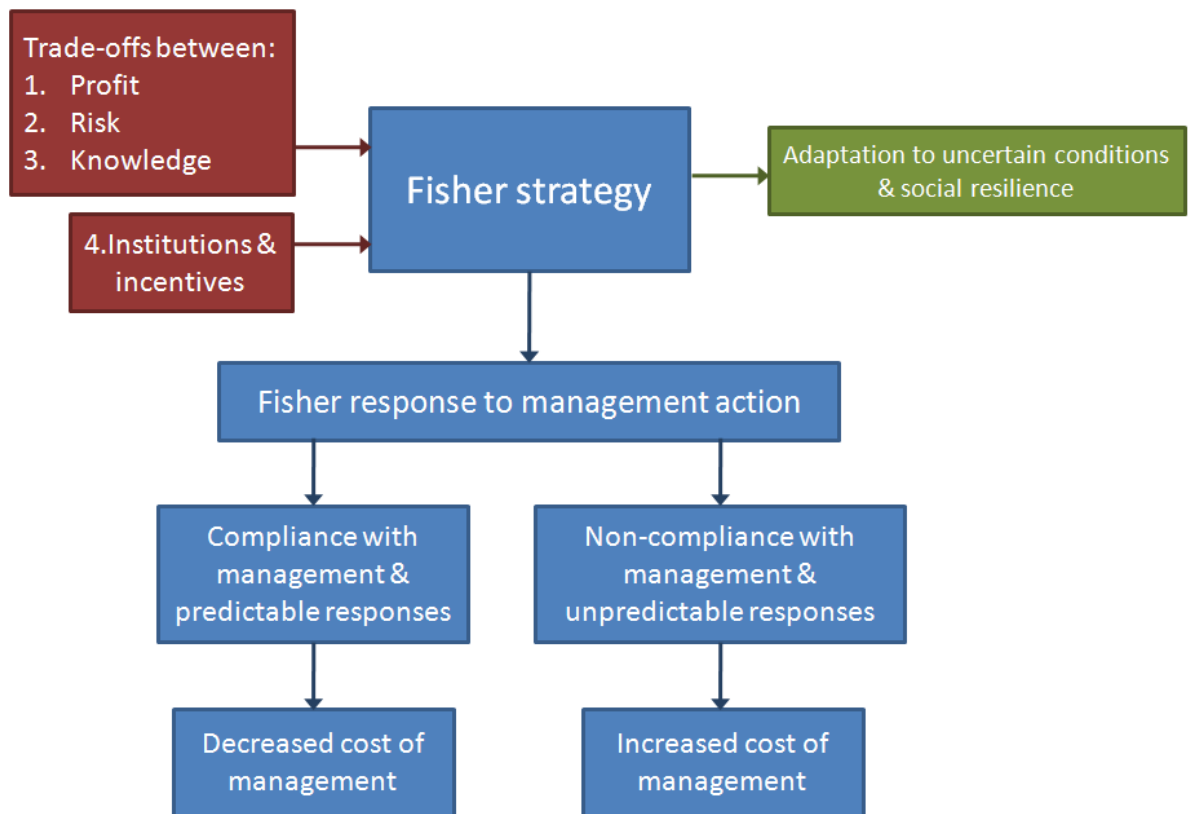 Trade-offs between:
1. Profit
2. Risk
3. Knowledge
4.Institutions &
incentives
Fisher strategy
Adaptation to uncertain conditions
& social resilience
Fisher response to management action
Compliance with
management &
predictable responses
Non-compliance with
management &
unpredictable responses
Decreased cost of
management
Increased cost of
management